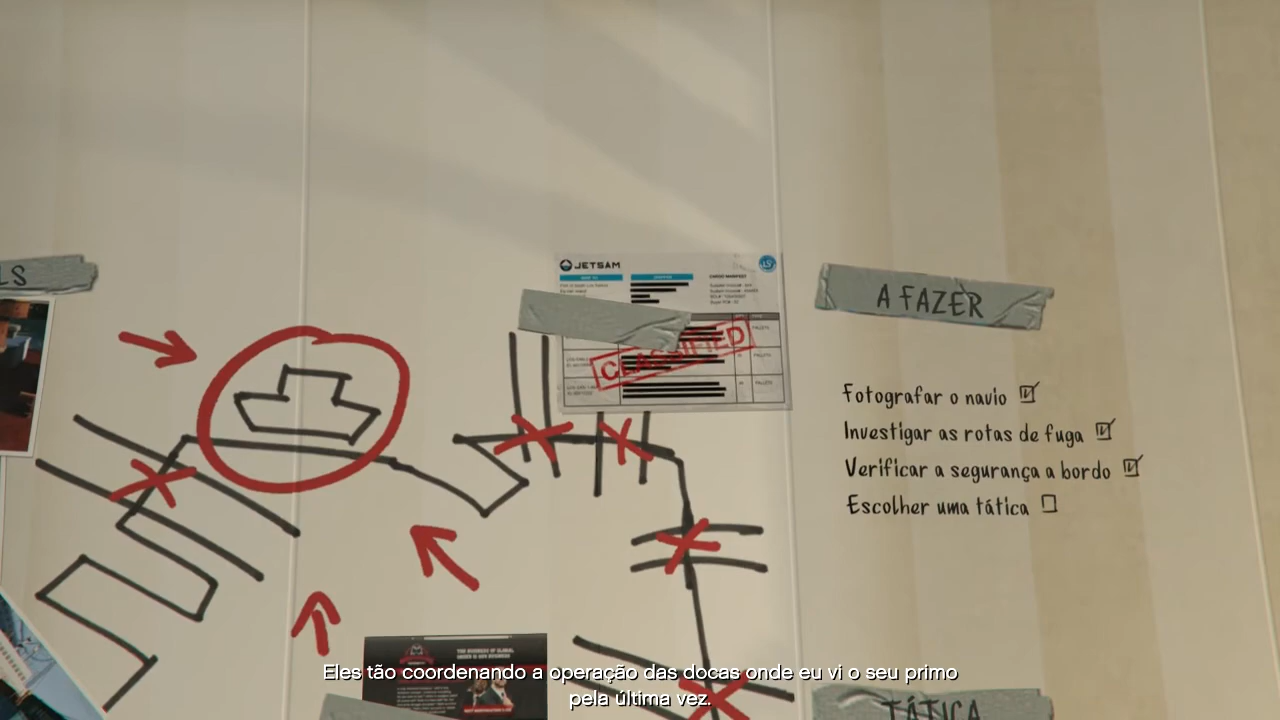 LS
JETSAM
CLASSIFIED
A FAZER
Fotografar o navio
Investigar as rotas de fuga
Verificar a segurança a bordo
Escolher uma tática
Eles tão coordenando a operação das docas onde eu vi o seu primo
pela última vez.
TÁTICA